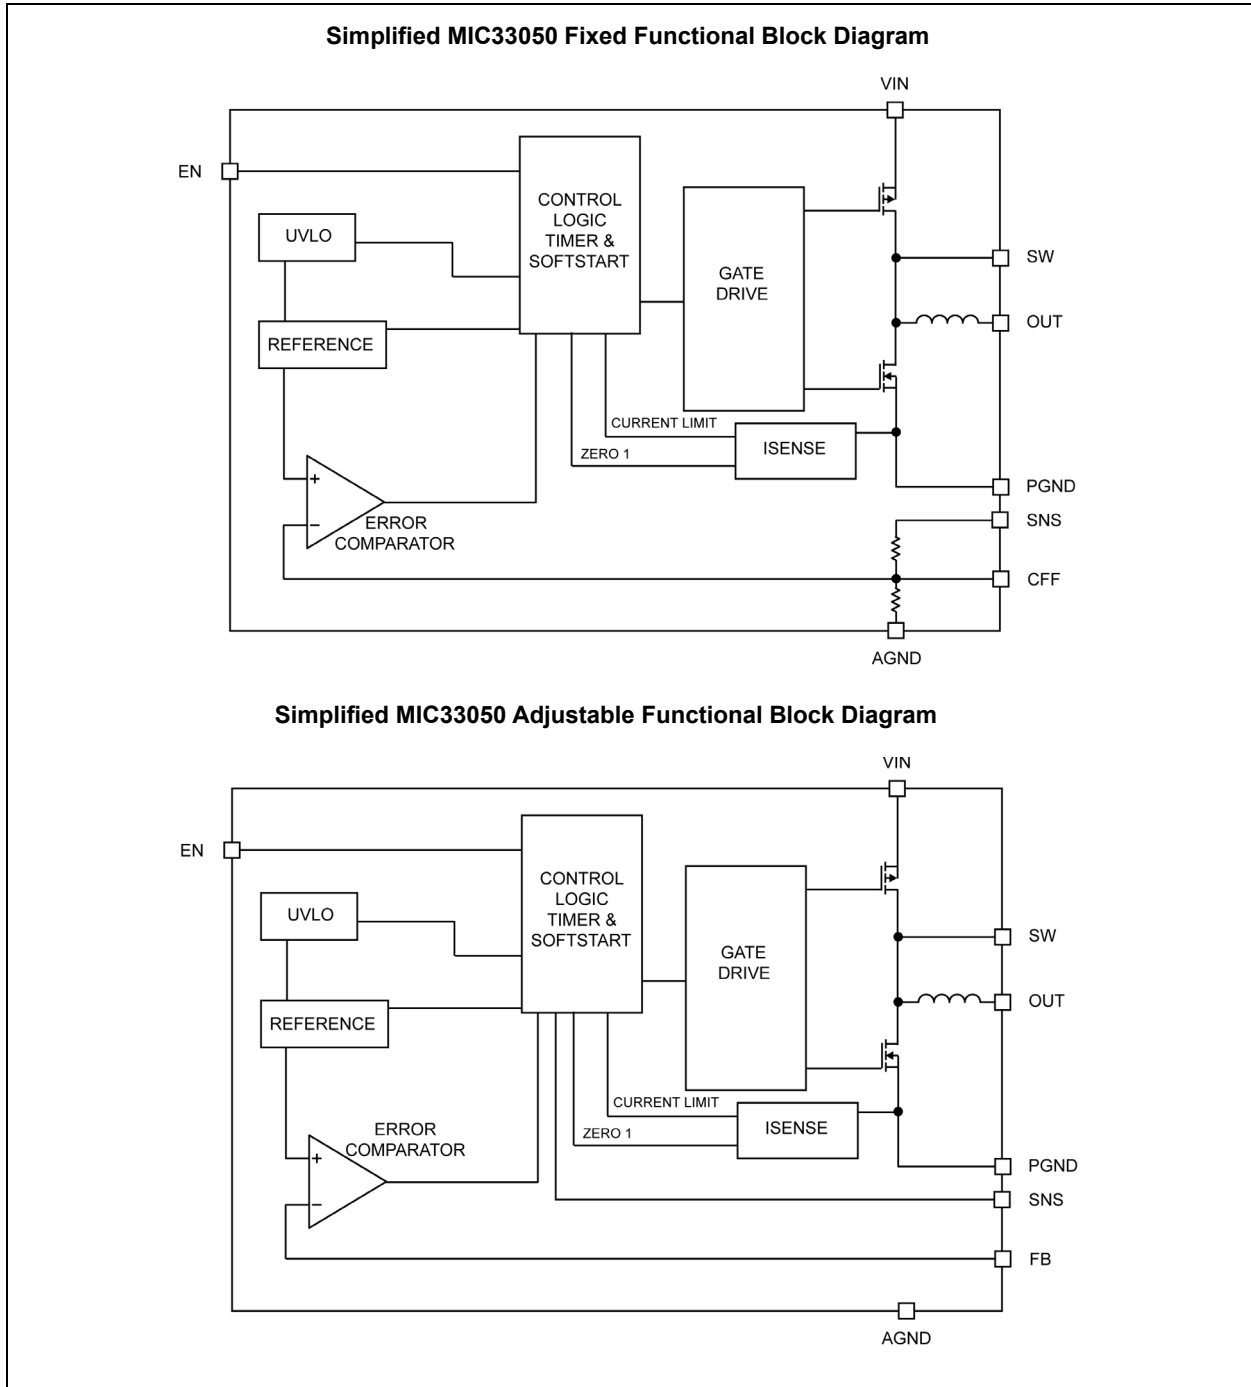 Simplified MIC33050 Fixed Functional Block Diagram
VIN
EN
CONTROL
LOGIC
TIMER &
SOFTSTART
UVLO
SW
GATE
DRIVE
OUT
REFERENCE
CURRENT LIMIT
ISENSE
ZERO 1
+
PGND
SNS
−
ERROR
COMPARATOR
CFF
AGND
Simplified MIC33050 Adjustable Functional Block Diagram
VIN
EN
CONTROL
LOGIC
TIMER &
SOFTSTART
UVLO
SW
GATE
DRIVE
OUT
REFERENCE
CURRENT LIMIT
ISENSE
ZERO 1
ERROR
COMPARATOR
+
PGND
SNS
−
FB
AGND